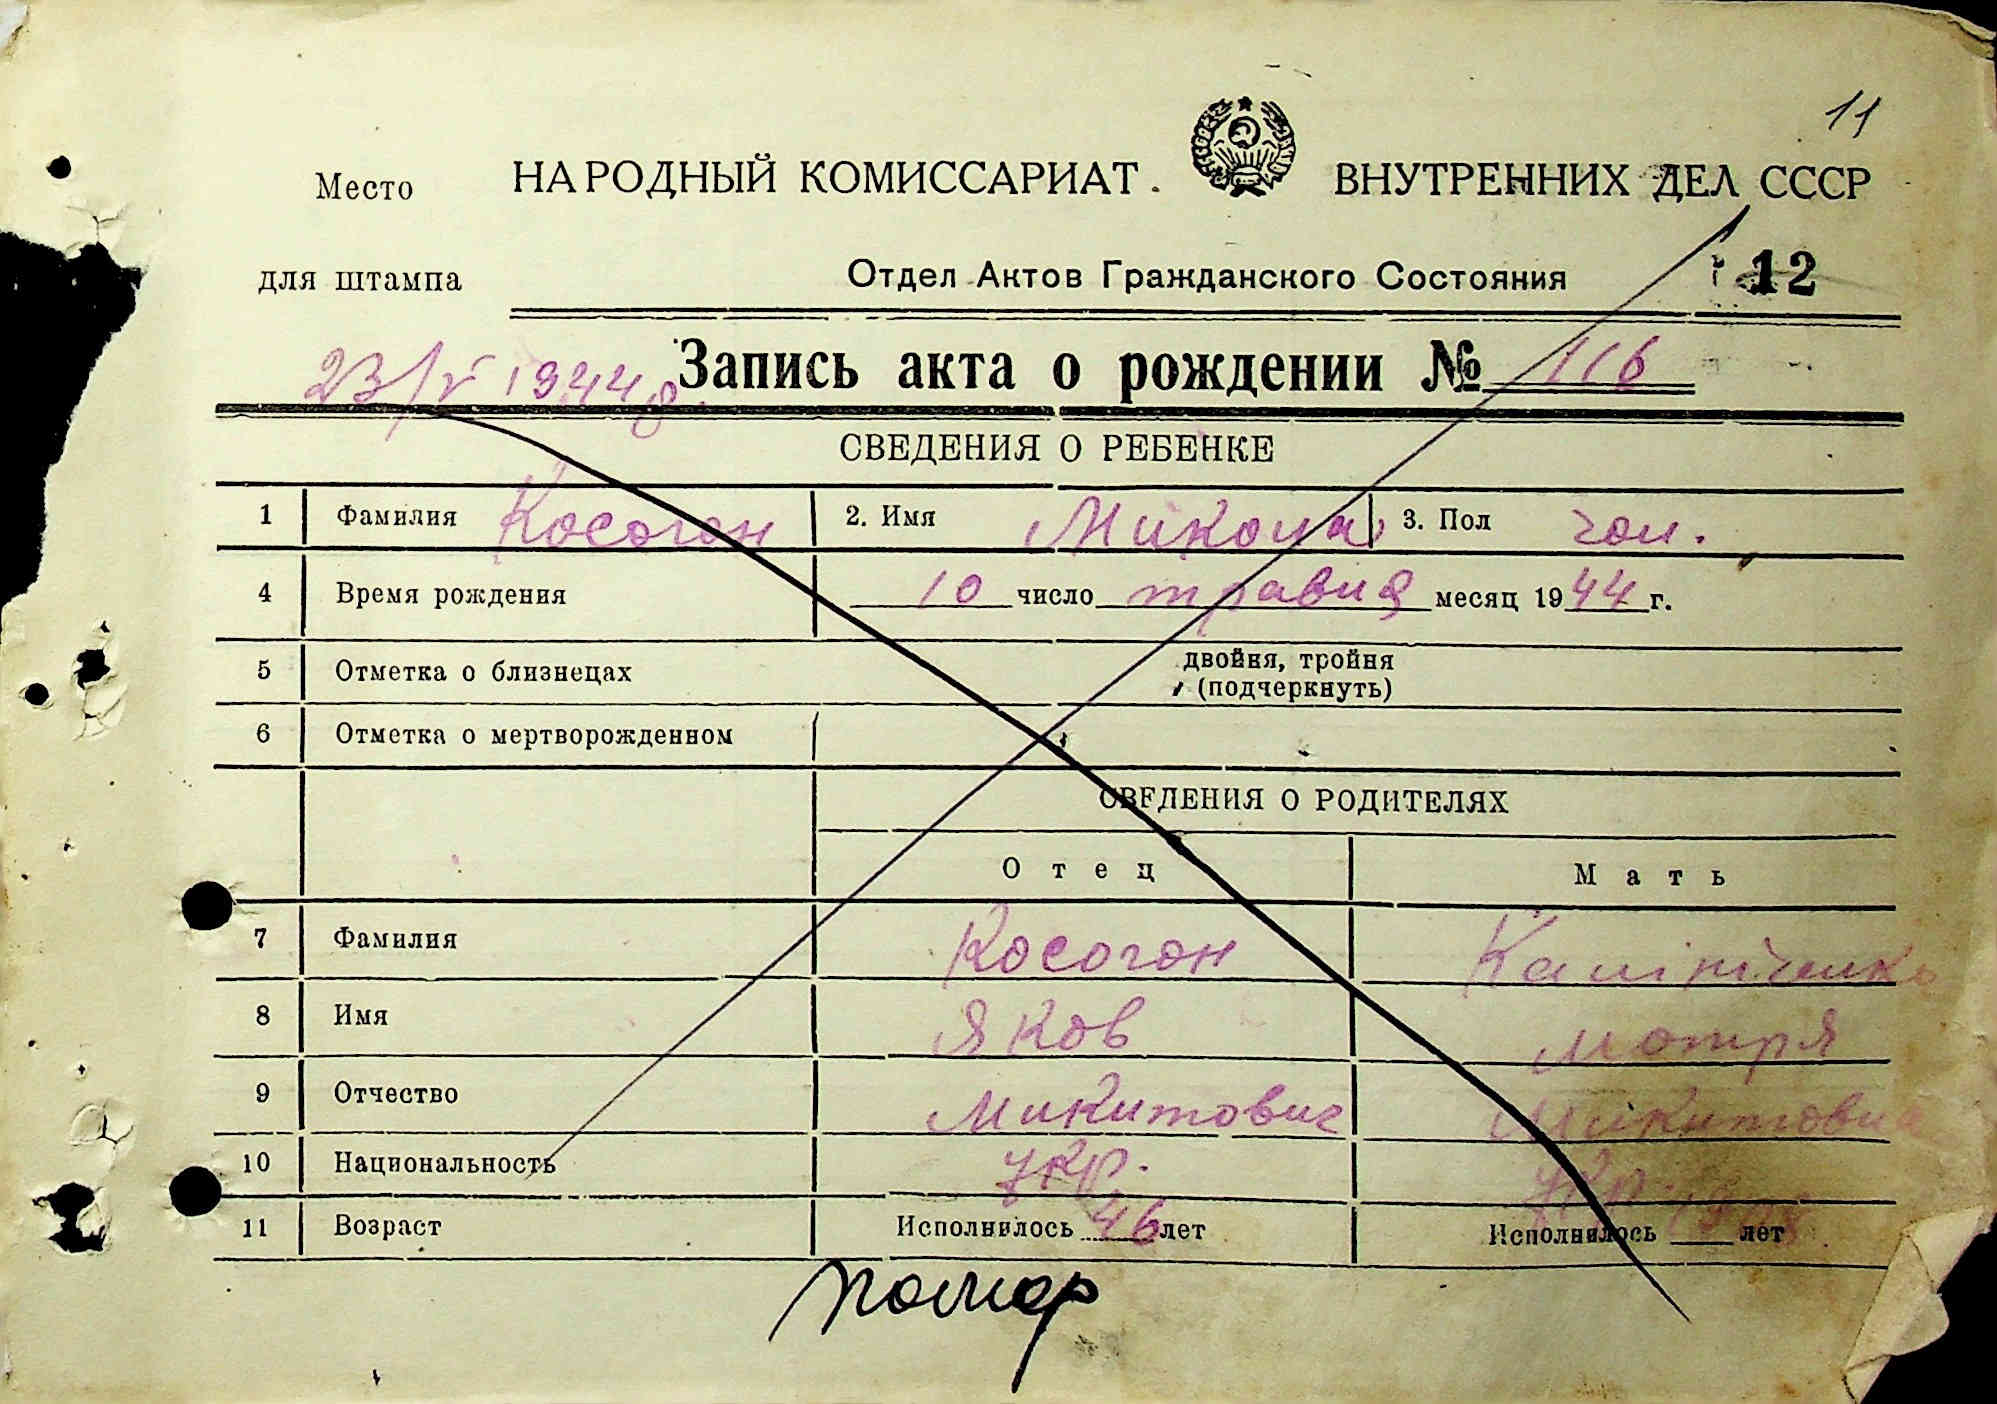 11
Место НАРОДНЫЙ КОМИССАРИАТ ВНУТРЕННИХ ДЕЛ СССР
для штампа Отдел Актов Гражданского Состояния 12
23/V 1944 р. Запись акта о рождении № 116
СВЕДЕНИЯ О РЕБЕНКЕ
1 Фамилия Косогон 2. Имя Микола 3. Пол чол.
4 Время рождения 10 число травня месяц 1944 г.
5 Отметка о близнецах двойня, тройня
(подчеркнуть)
6 Отметка о мертворожденном
СВЕДЕНИЯ О РОДИТЕЛЯХ
Отец Мать
7 Фамилия Косогон
8 Имя Яков Мотря
9 Отчество Микитович Микитовна
10 Национальность укр. укр.
11 Возраст Исполнилось 46 лет Исполнилось лет
помер